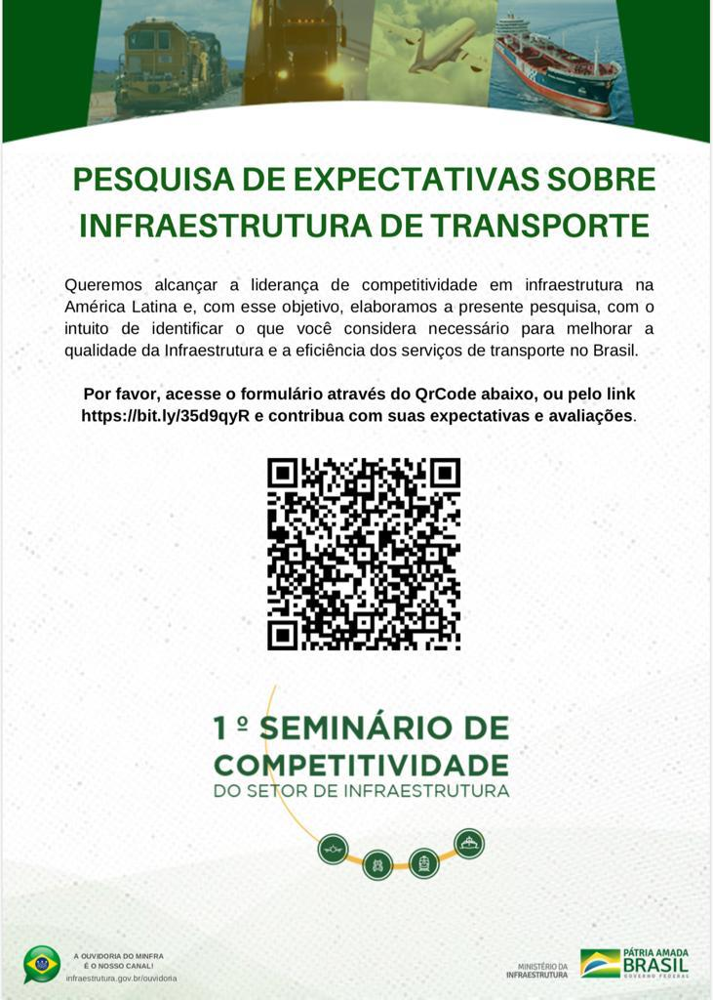 PESQUISA DE EXPECTATIVAS SOBRE
INFRAESTRUTURA DE TRANSPORTE
Queremos alcançar a liderança de competitividade em infraestrutura na
América Latina e, com esse objetivo, elaboramos a presente pesquisa, com o
intuito de identificar o que você considera necessário para melhorar a
qualidade da Infraestrutura e a eficiência dos serviços de transporte no Brasil.
Por favor, acesse o formulário através do QrCode abaixo, ou pelo link
https://bit.ly/35d9qyR e contribua com suas expectativas e avaliações.
1 º SEMINÁRIO DE
COMPETITIVIDADE
DO SETOR DE INFRAESTRUTURA
A OUVIDORIA DO MINFRA
É O NOSSO CANAL!
infraestrutura.gov.br/ouvidoria
MINISTÉRIO DA
INFRAESTRUTURA
PÁTRIA AMADA
BRASIL
GOVERNO FEDERAL